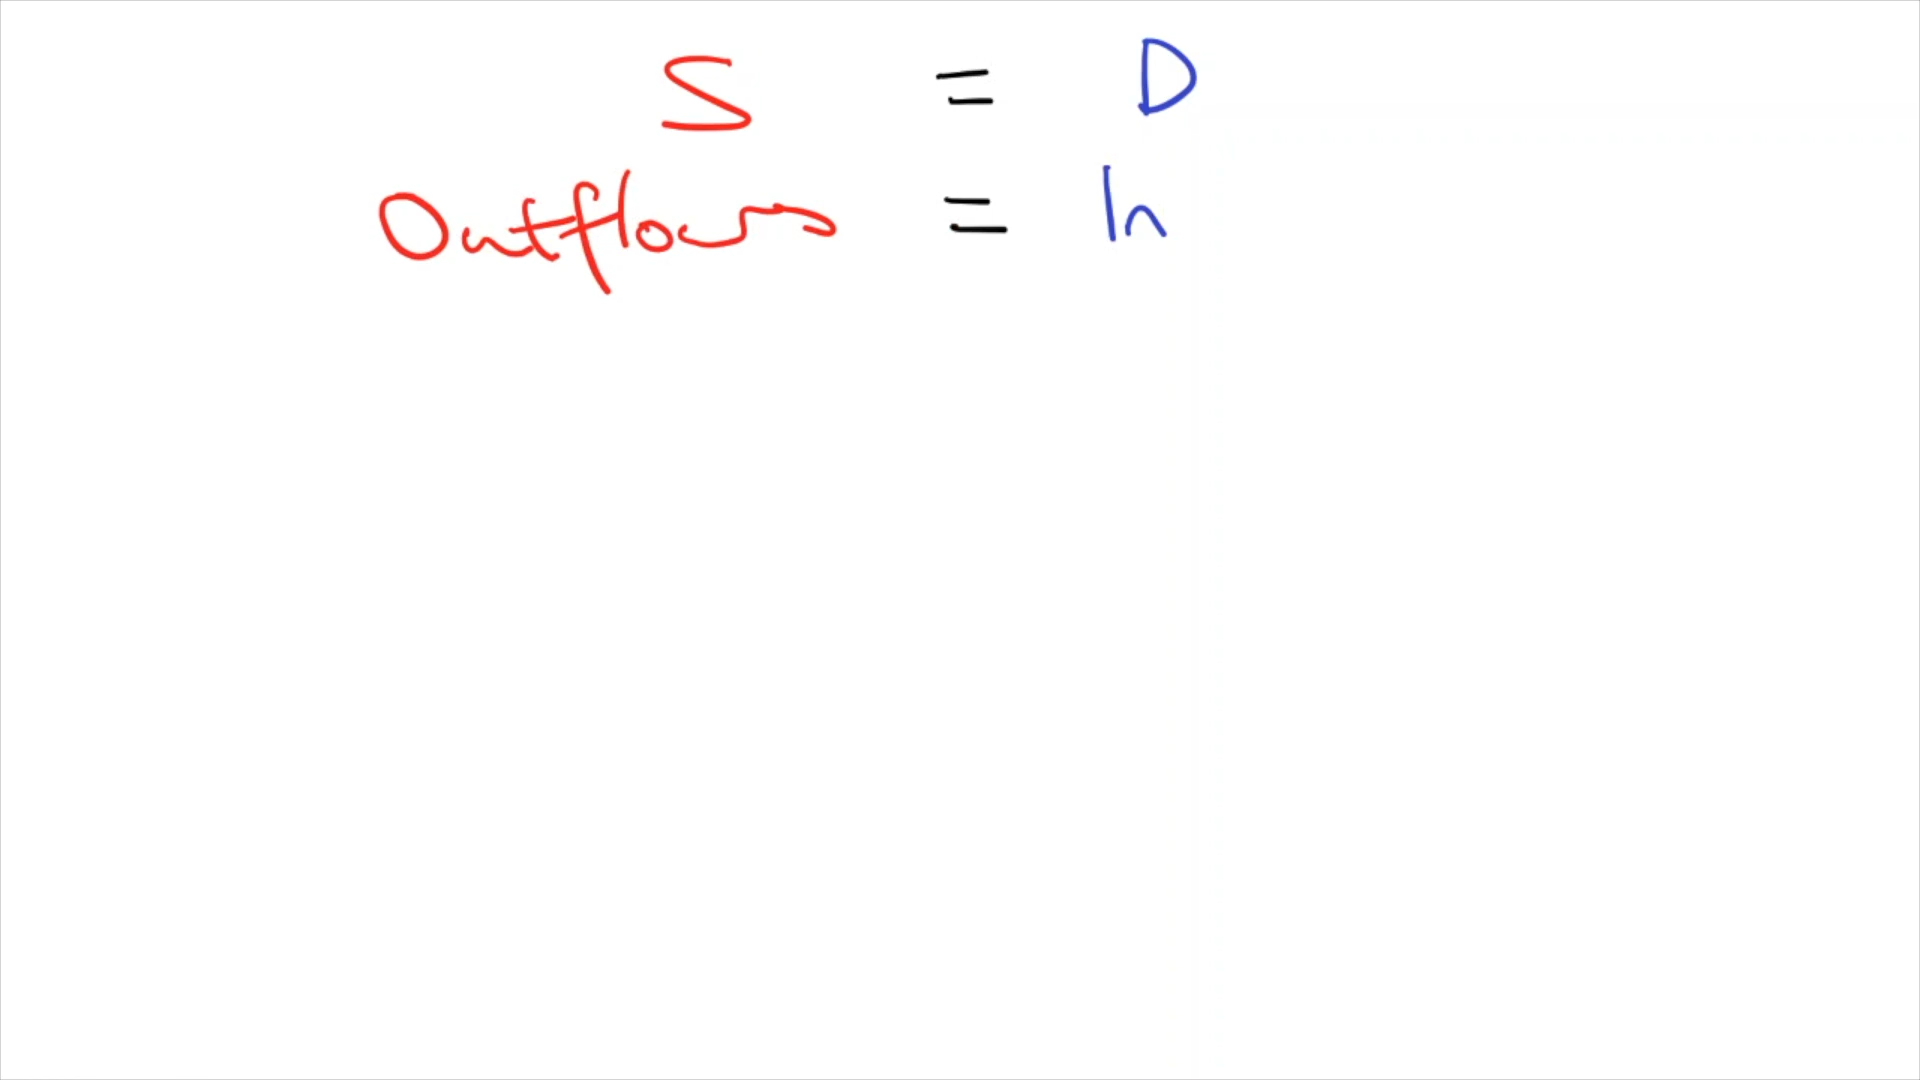 S = D
Outflows = In